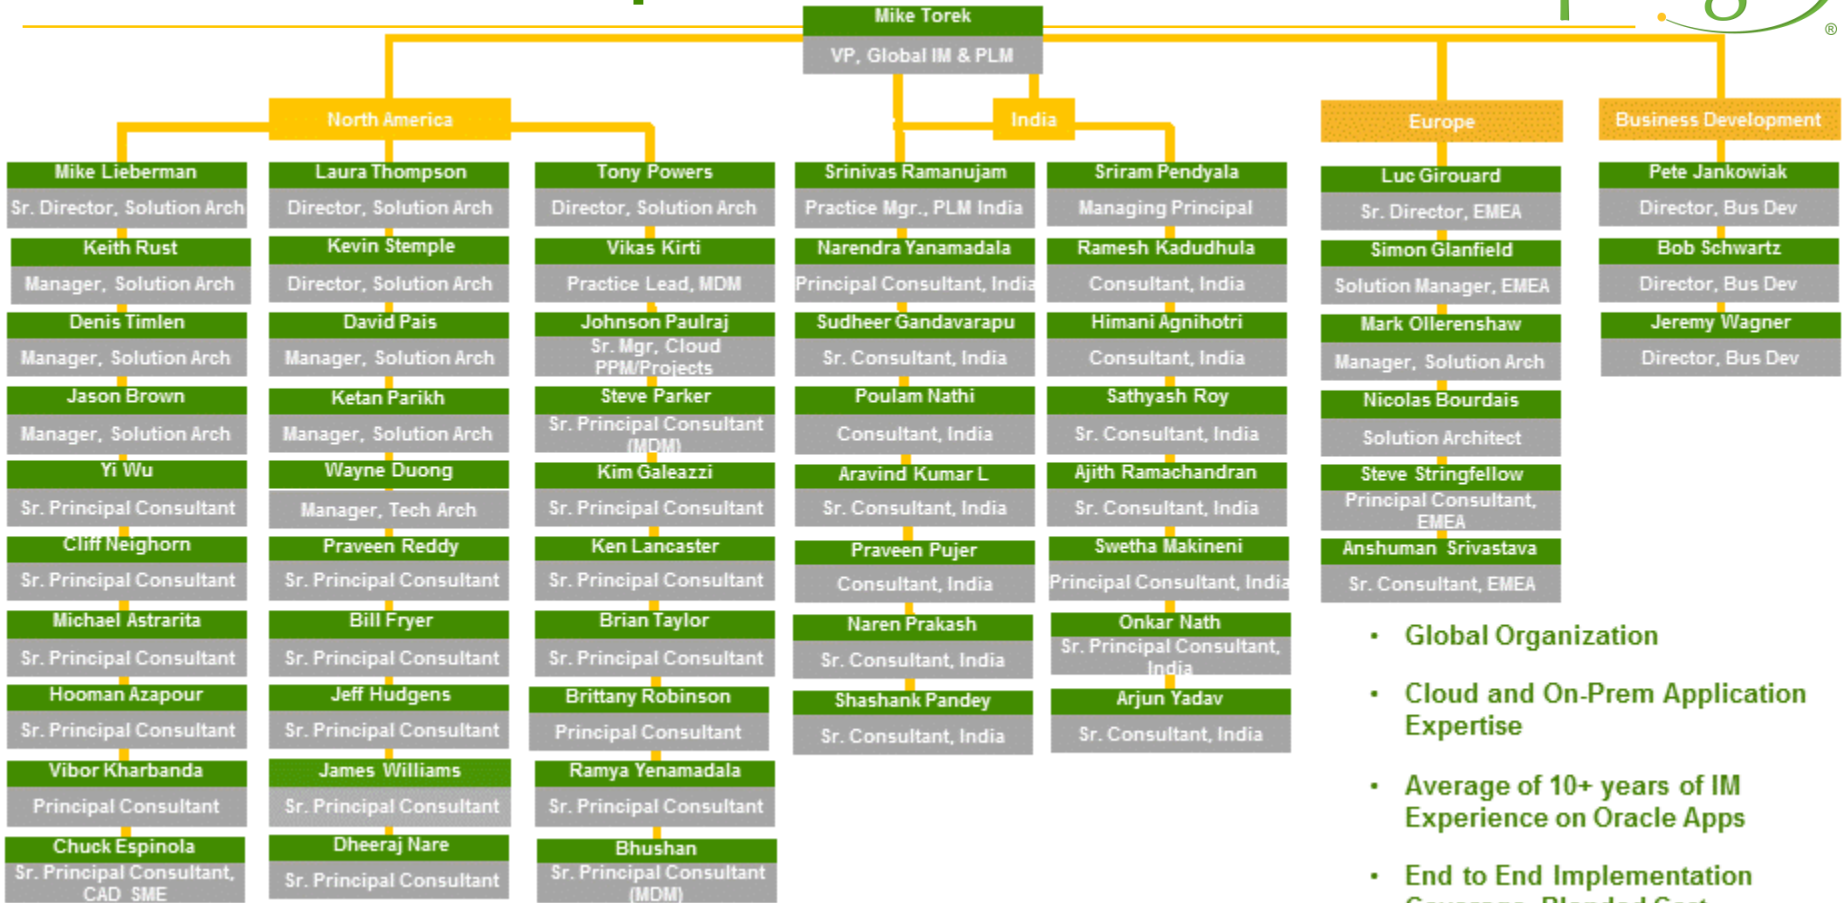 Mike Torek
VP, Global IM & PLM
®
North America
India
Europe
Business Development
Mike Lieberman
Sr. Director, Solution Arch
Keith Rust
Manager, Solution Arch
Denis Timlen
Manager, Solution Arch
Jason Brown
Manager, Solution Arch
Yi Wu
Sr. Principal Consultant
Cliff Neighorn
Sr. Principal Consultant
Michael Astrarita
Sr. Principal Consultant
Hooman Azapour
Sr. Principal Consultant
Vibor Kharbanda
Principal Consultant
Chuck Espinola
Sr. Principal Consultant,
CAD SME
Laura Thompson
Director, Solution Arch
Kevin Stemple
Director, Solution Arch
David Pais
Manager, Solution Arch
Ketan Parikh
Manager, Solution Arch
Wayne Duong
Manager, Tech Arch
Praveen Reddy
Sr. Principal Consultant
Bill Fryer
Sr. Principal Consultant
Jeff Hudgens
Sr. Principal Consultant
James Williams
Sr. Principal Consultant
Dheeraj Nare
Sr. Principal Consultant
Tony Powers
Director, Solution Arch
Vikas Kirti
Practice Lead, MDM
Johnson Paulraj
Sr. Mgr, Cloud
PPM/Projects
Steve Parker
Sr. Principal Consultant
(MDM)
Kim Galeazzi
Sr. Principal Consultant
Ken Lancaster
Sr. Principal Consultant
Brian Taylor
Sr. Principal Consultant
Brittany Robinson
Principal Consultant
Ramya Yenamadala
Sr. Principal Consultant
Bhushan
Sr. Principal Consultant
(MDM)
Srinivas Ramanujam
Practice Mgr., PLM India
Narendra Yanamadala
Principal Consultant, India
Sudheer Gandavarapu
Sr. Consultant, India
Poulam Nathi
Consultant, India
Aravind Kumar L
Sr. Consultant, India
Praveen Pujer
Consultant, India
Naren Prakash
Sr. Consultant, India
Shashank Pandey
Sr. Consultant, India
Sriram Pendyala
Managing Principal
Ramesh Kadudhula
Consultant, India
Himani Agnihotri
Consultant, India
Sathyash Roy
Sr. Consultant, India
Ajith Ramachandran
Sr. Consultant, India
Swetha Makineni
Principal Consultant, India
Onkar Nath
Sr. Principal Consultant,
India
Arjun Yadav
Sr. Consultant, India
Luc Girouard
Sr. Director, EMEA
Simon Glanfield
Solution Manager, EMEA
Mark Ollerenshaw
Manager, Solution Arch
Nicolas Bourdais
Solution Architect
Steve Stringfellow
Principal Consultant,
EMEA
Anshuman Srivastava
Sr. Consultant, EMEA
Pete Jankowiak
Director, Bus Dev
Bob Schwartz
Director, Bus Dev
Jeremy Wagner
Director, Bus Dev
• Global Organization
• Cloud and On-Prem Application
Expertise
• Average of 10+ years of IM
Experience on Oracle Apps
• End to End Implementation
Coverage, Blended Cost